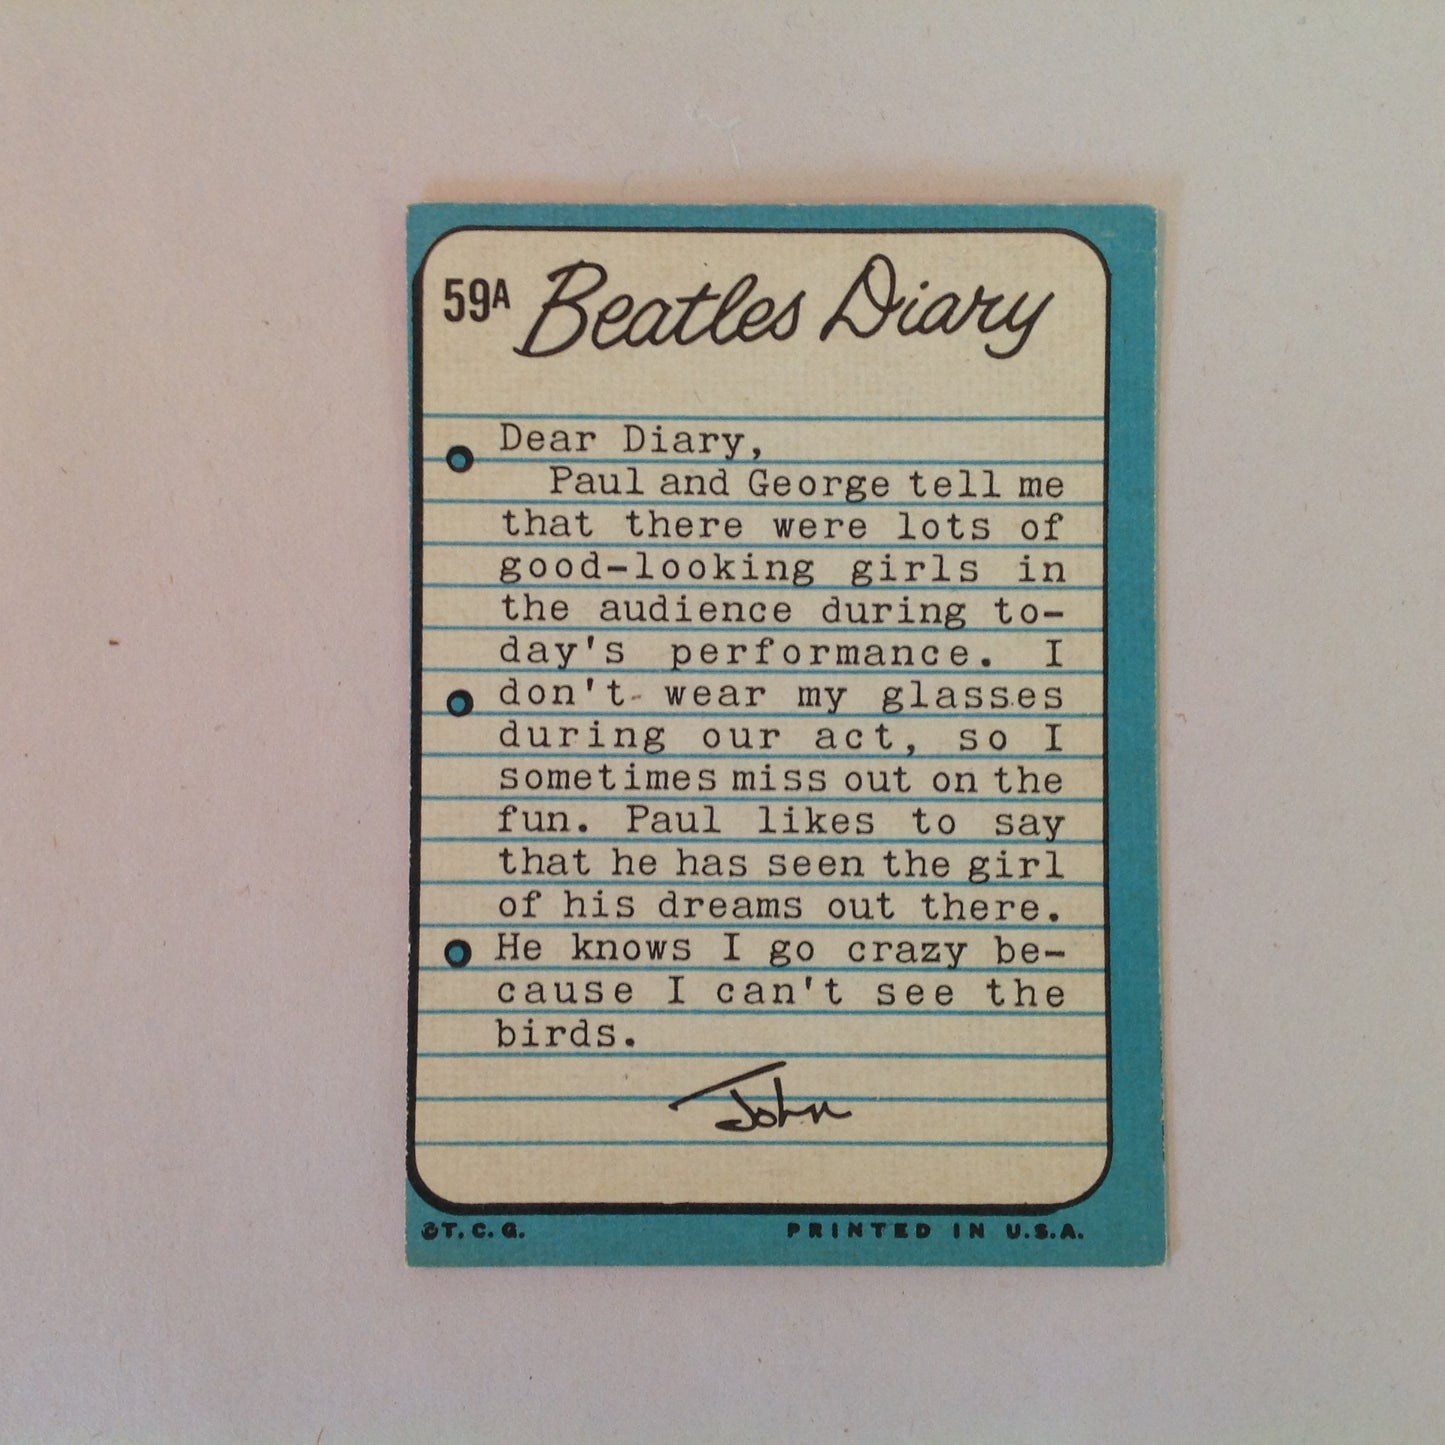 59A Beatles Diary
Dear Diary,
Paul and George tell me
that there were lots of
good-looking girls in
the audience during to-
day's performance. I
don't wear my glasses
during our act, so I
sometimes miss out on the
fun. Paul likes to say
that he has seen the girl
of his dreams out there.
He knows I go crazy be-
cause I can't see the
birds.
John
©T.C.G. PRINTED IN U.S.A.